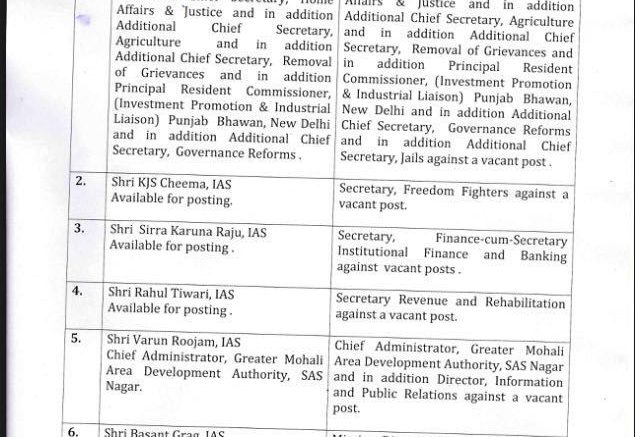 Affairs & Justice and in addition
Additional Chief Secretary,
Agriculture and in addition
Additional Chief Secretary, Removal
of Grievances and in addition
Principal Resident Commissioner,
(Investment Promotion & Industrial
Liaison) Punjab Bhawan, New Delhi
and in addition Additional Chief
Secretary, Governance Reforms .
Affairs & Justice and in addition
Additional Chief Secretary, Agriculture
and in addition Additional Chief
Secretary, Removal of Grievances and
in addition Principal Resident
Commissioner, (Investment Promotion
& Industrial Liaison) Punjab Bhawan,
New Delhi and in addition Additional
Chief Secretary, Governance Reforms
and in addition Additional Chief
Secretary, Jails against a vacant post .
2.
Shri KJS Cheema, IAS
Available for posting.
Secretary, Freedom Fighters against a
vacant post.
3.
Shri Sirra Karuna Raju, IAS
Available for posting .
Secretary, Finance-cum-Secretary
Institutional Finance and Banking
against vacant posts .
4.
Shri Rahul Tiwari, IAS
Available for posting .
Secretary Revenue and Rehabilitation
against a vacant post.
5.
Shri Varun Roojam, IAS
Chief Administrator, Greater Mohali
Area Development Authority, SAS
Nagar.
Chief Administrator, Greater Mohali
Area Development Authority, SAS Nagar
and in addition Director, Information
and Public Relations against a vacant
post.
6.
Shri Basant Grag, IAS